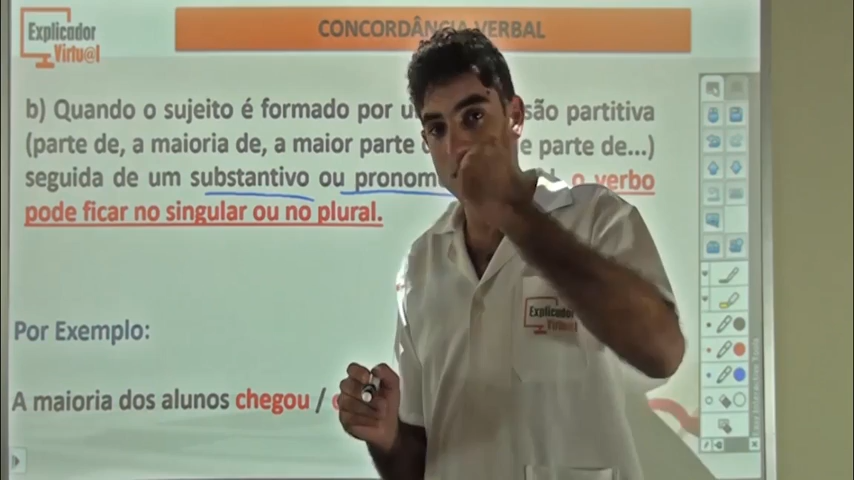 Explicador
Virtu@l
CONCORDÂNCIA VERBAL
b) Quando o sujeito é formado por partitiva
(parte de, a maioria de, a maior parte parte de...)
seguida de um substantivo ou o verbo
pode ficar no singular ou no plural.
Por Exemplo:
A maioria dos alunos chegou /
Explicador
Virtu@l